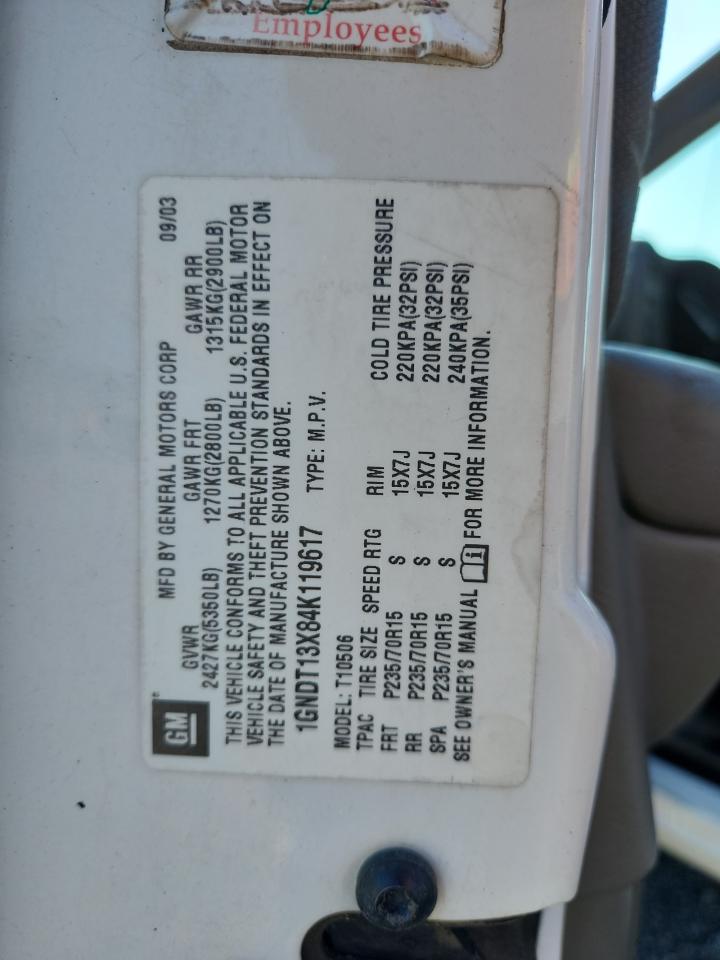 Employees
GM
MFD BY GENERAL MOTORS CORP 09/03
GVWR GAWR FRT GAWR RR
2427KG(5350LB) 1270KG(2800LB) 1315KG(2900LB)
THIS VEHICLE CONFORMS TO ALL APPLICABLE U.S. FEDERAL MOTOR
VEHICLE SAFETY AND THEFT PREVENTION STANDARDS IN EFFECT ON
THE DATE OF MANUFACTURE SHOWN ABOVE.
1GNDT13X84K119617 TYPE: M.P.V.
MODEL: T10506
TPAC TIRE SIZE SPEED RTG RIM COLD TIRE PRESSURE
FRT P235/70R15 S 15X7J 220KPA(32PSI)
RR P235/70R15 S 15X7J 220KPA(32PSI)
SPA P235/70R15 S 15X7J 240KPA(35PSI)
SEE OWNER'S MANUAL FOR MORE INFORMATION.